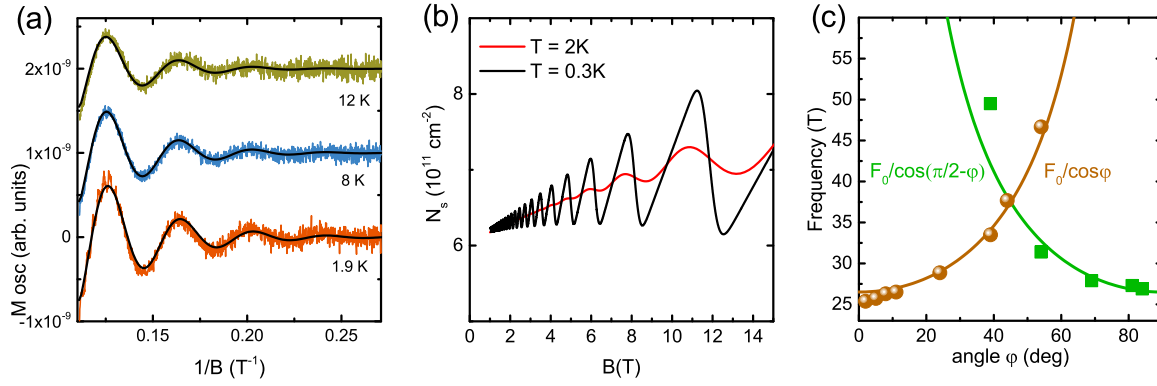 (a)
M osc (arb. units)
2x10⁻⁹
1x10⁻⁹
0
-1x10⁻⁹
12 K
8 K
1.9 K
0.15
0.20
0.25
1/B (T⁻¹)
(b)
T = 2K
T = 0.3K
Nₛ (10¹¹ cm⁻²)
8
6
0 2 4 6 8 10 12 14
B(T)
(c)
Frequency (T)
55
50
45
40
35
30
25
F₀/cos(π/2-φ)
F₀/cosφ
0 20 40 60 80
angle φ (deg)